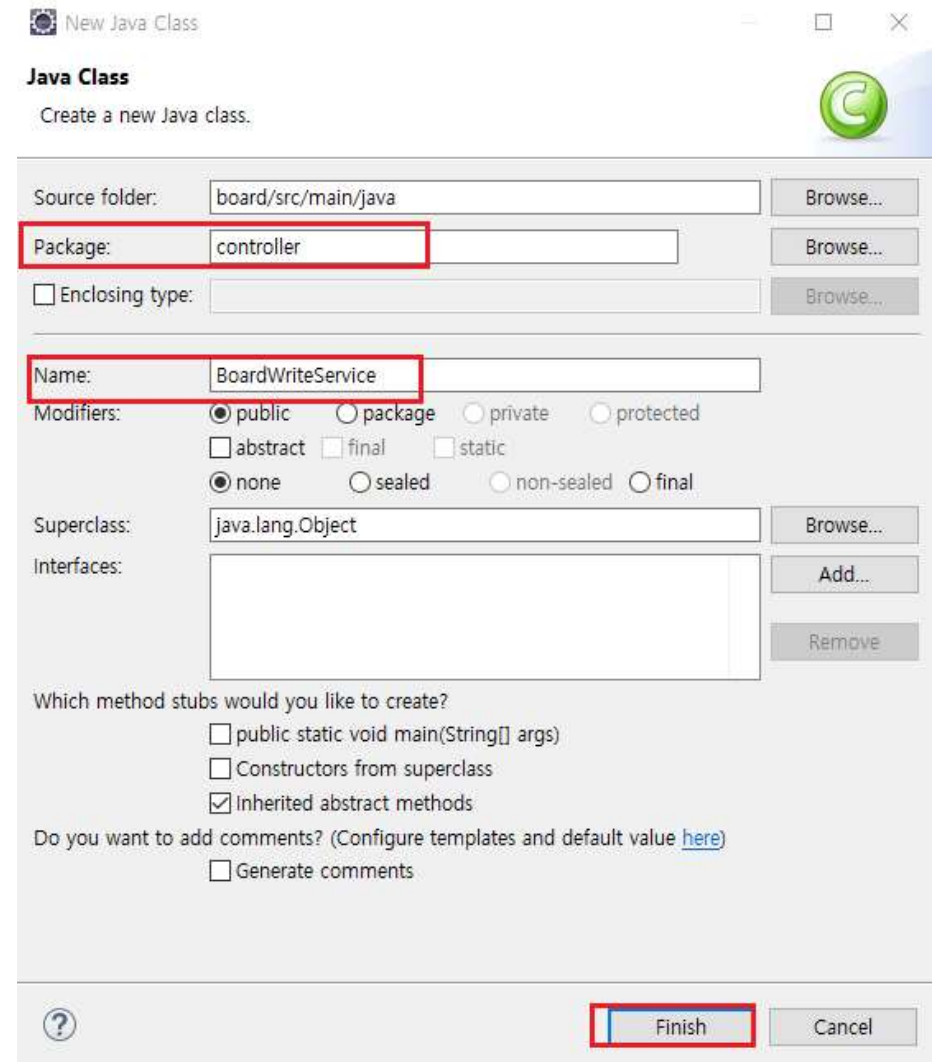 New Java Class
Java Class
Create a new Java class.
Source folder: board/src/main/java Browse...
Package: controller Browse...
Enclosing type: Browse...
Name: BoardWriteService
Modifiers: public package private protected
abstract final static
none sealed non-sealed final
Superclass: java.lang.Object Browse...
Interfaces: Add...
Remove
Which method stubs would you like to create?
public static void main(String[] args)
Constructors from superclass
Inherited abstract methods
Do you want to add comments? (Configure templates and default value here)
Generate comments
? Finish Cancel